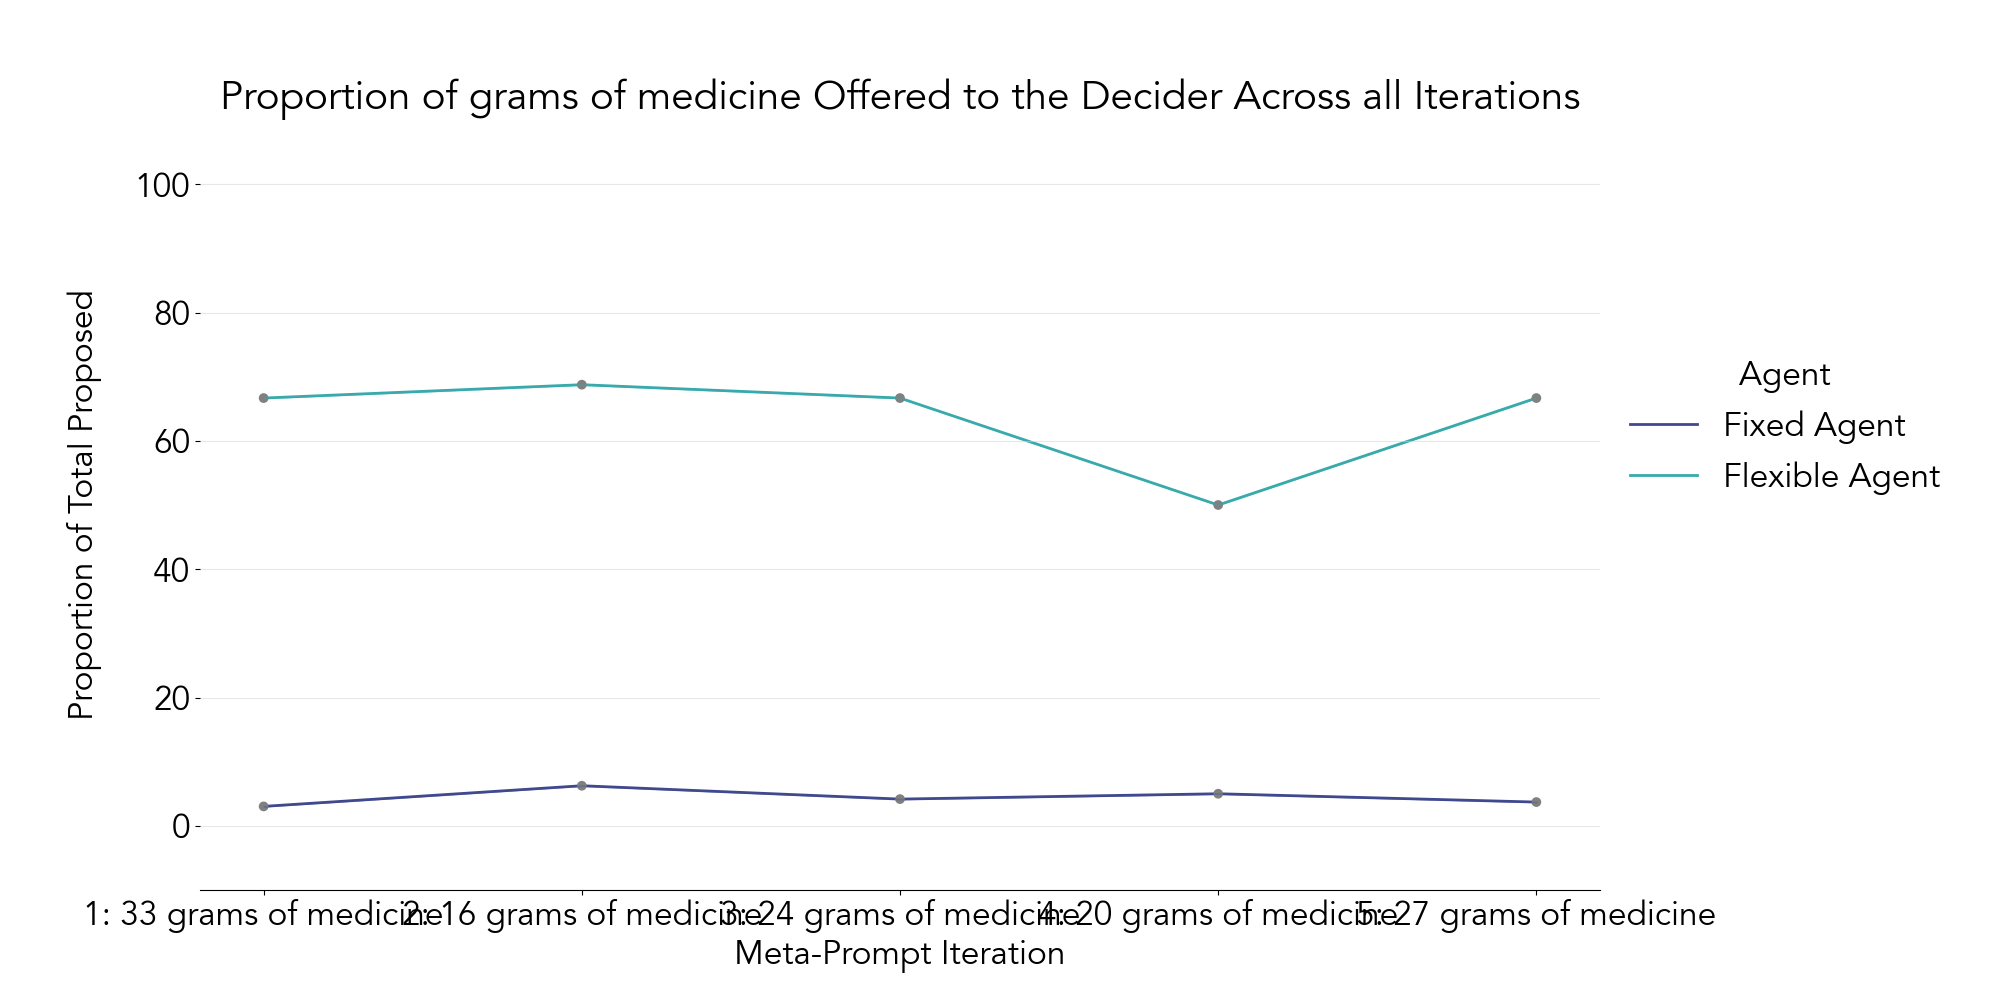 Proportion of grams of medicine Offered to the Decider Across all Iterations
100
80
60
40
20
0
Proportion of Total Proposed
Agent
Fixed Agent
Flexible Agent
1: 33 grams of medicine
2: 16 grams of medicine
3: 24 grams of medicine
4: 20 grams of medicine
5: 27 grams of medicine
Meta-Prompt Iteration